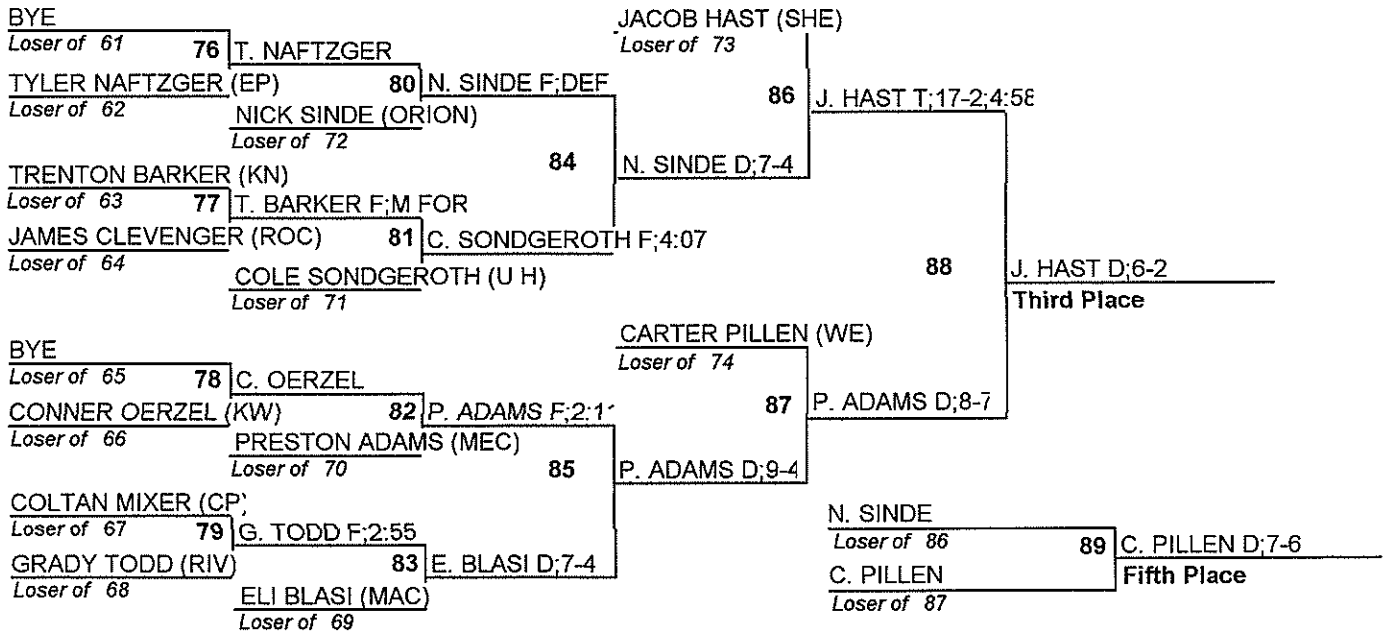 BYE
Loser of 61
76 T. NAFTZGER
TYLER NAFTZGER (EP)
Loser of 62
80 N. SINDE F;DEF
NICK SINDE (ORION)
Loser of 72
TRENTON BARKER (KN)
Loser of 63
77 T. BARKER F;M FOR
JAMES CLEVENGER (ROC)
Loser of 64
81 C. SONDGEROTH F;4:07
COLE SONDGEROTH (U H)
Loser of 71
84 N. SINDE D;7-4
JACOB HAST (SHE)
Loser of 73
86 J. HAST T;17-2;4:58
BYE
Loser of 65
78 C. OERZEL
CONNER OERZEL (KW)
Loser of 66
82 P. ADAMS F;2:1
PRESTON ADAMS (MEC)
Loser of 70
COLTAN MIXER (CP)
Loser of 67
79 G. TODD F;2:55
GRADY TODD (RIV)
Loser of 68
83 E. BLASI D;7-4
ELI BLASI (MAC)
Loser of 69
85 P. ADAMS D;9-4
CARTER PILLEN (WE)
Loser of 74
87 P. ADAMS D;8-7
88 J. HAST D;6-2
Third Place
N. SINDE
Loser of 86
89 C. PILLEN D;7-6
C. PILLEN
Fifth Place
Loser of 87